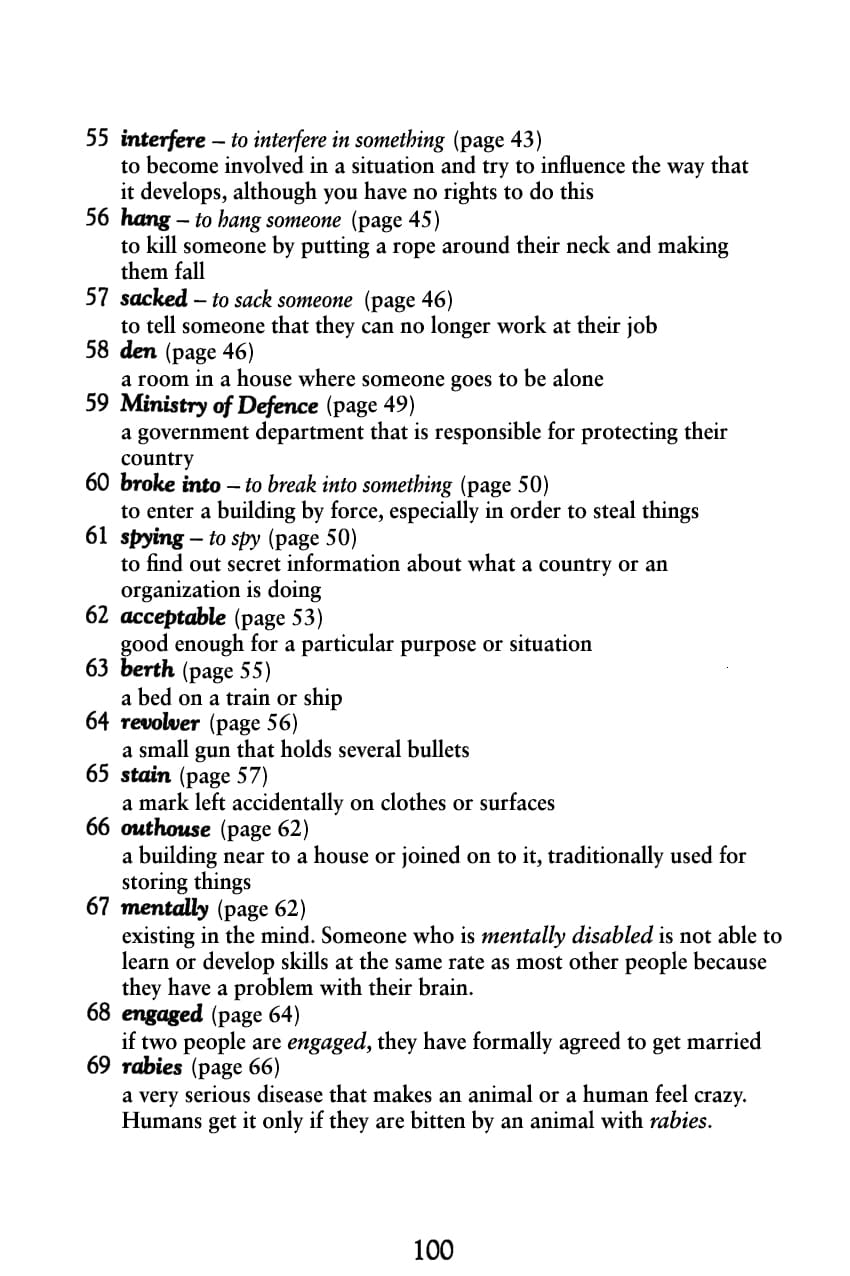 55 interfere – to interfere in something (page 43)
to become involved in a situation and try to influence the way that
it develops, although you have no rights to do this
56 hang – to hang someone (page 45)
to kill someone by putting a rope around their neck and making
them fall
57 sacked – to sack someone (page 46)
to tell someone that they can no longer work at their job
58 den (page 46)
a room in a house where someone goes to be alone
59 Ministry of Defence (page 49)
a government department that is responsible for protecting their
country
60 broke into – to break into something (page 50)
to enter a building by force, especially in order to steal things
61 spying – to spy (page 50)
to find out secret information about what a country or an
organization is doing
62 acceptable (page 53)
good enough for a particular purpose or situation
63 berth (page 55)
a bed on a train or ship
64 revolver (page 56)
a small gun that holds several bullets
65 stain (page 57)
a mark left accidentally on clothes or surfaces
66 outhouse (page 62)
a building near to a house or joined on to it, traditionally used for
storing things
67 mentally (page 62)
existing in the mind. Someone who is mentally disabled is not able to
learn or develop skills at the same rate as most other people because
they have a problem with their brain.
68 engaged (page 64)
if two people are engaged, they have formally agreed to get married
69 rabies (page 66)
a very serious disease that makes an animal or a human feel crazy.
Humans get it only if they are bitten by an animal with rabies.
100